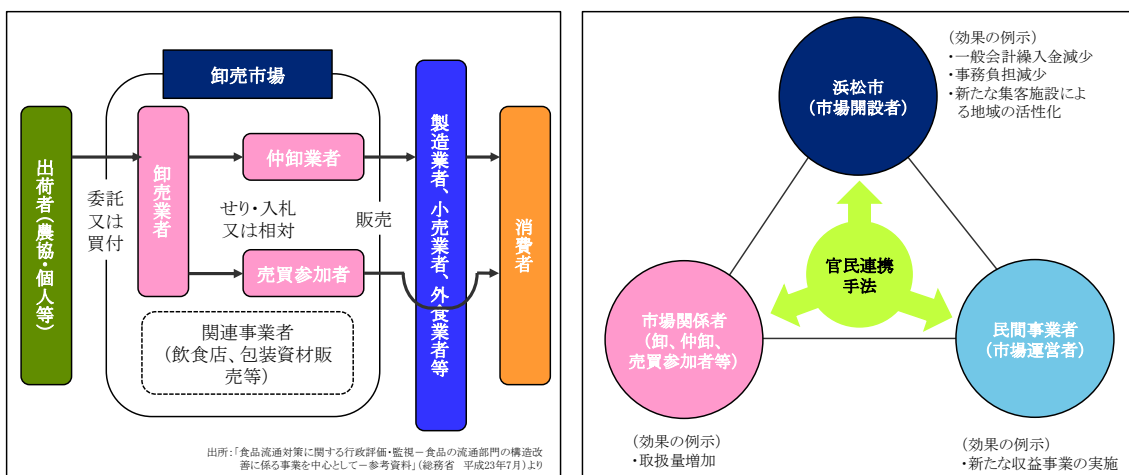 卸売市場
出荷者(農協・個人等)
委託
又は
買付
卸売業者
仲卸業者
せり・入札
又は相対
売買参加者
関連事業者
(飲食店、包装資材販
売等)
販売
製造業者、小売業者、外食業者等
消費者
出所:「食品流通対策に関する行政評価・監視－食品の流通部門の構造改
善に係る事業を中心として－参考資料」(総務省　平成23年7月)より
浜松市
(市場開設者)
(効果の例示)
・一般会計繰入金減少
・事務負担減少
・新たな集客施設によ
る地域の活性化
官民連携
手法
市場関係者
(卸、仲卸、
売買参加者等)
民間事業者
(市場運営者)
(効果の例示)
・取扱量増加
(効果の例示)
・新たな収益事業の実施